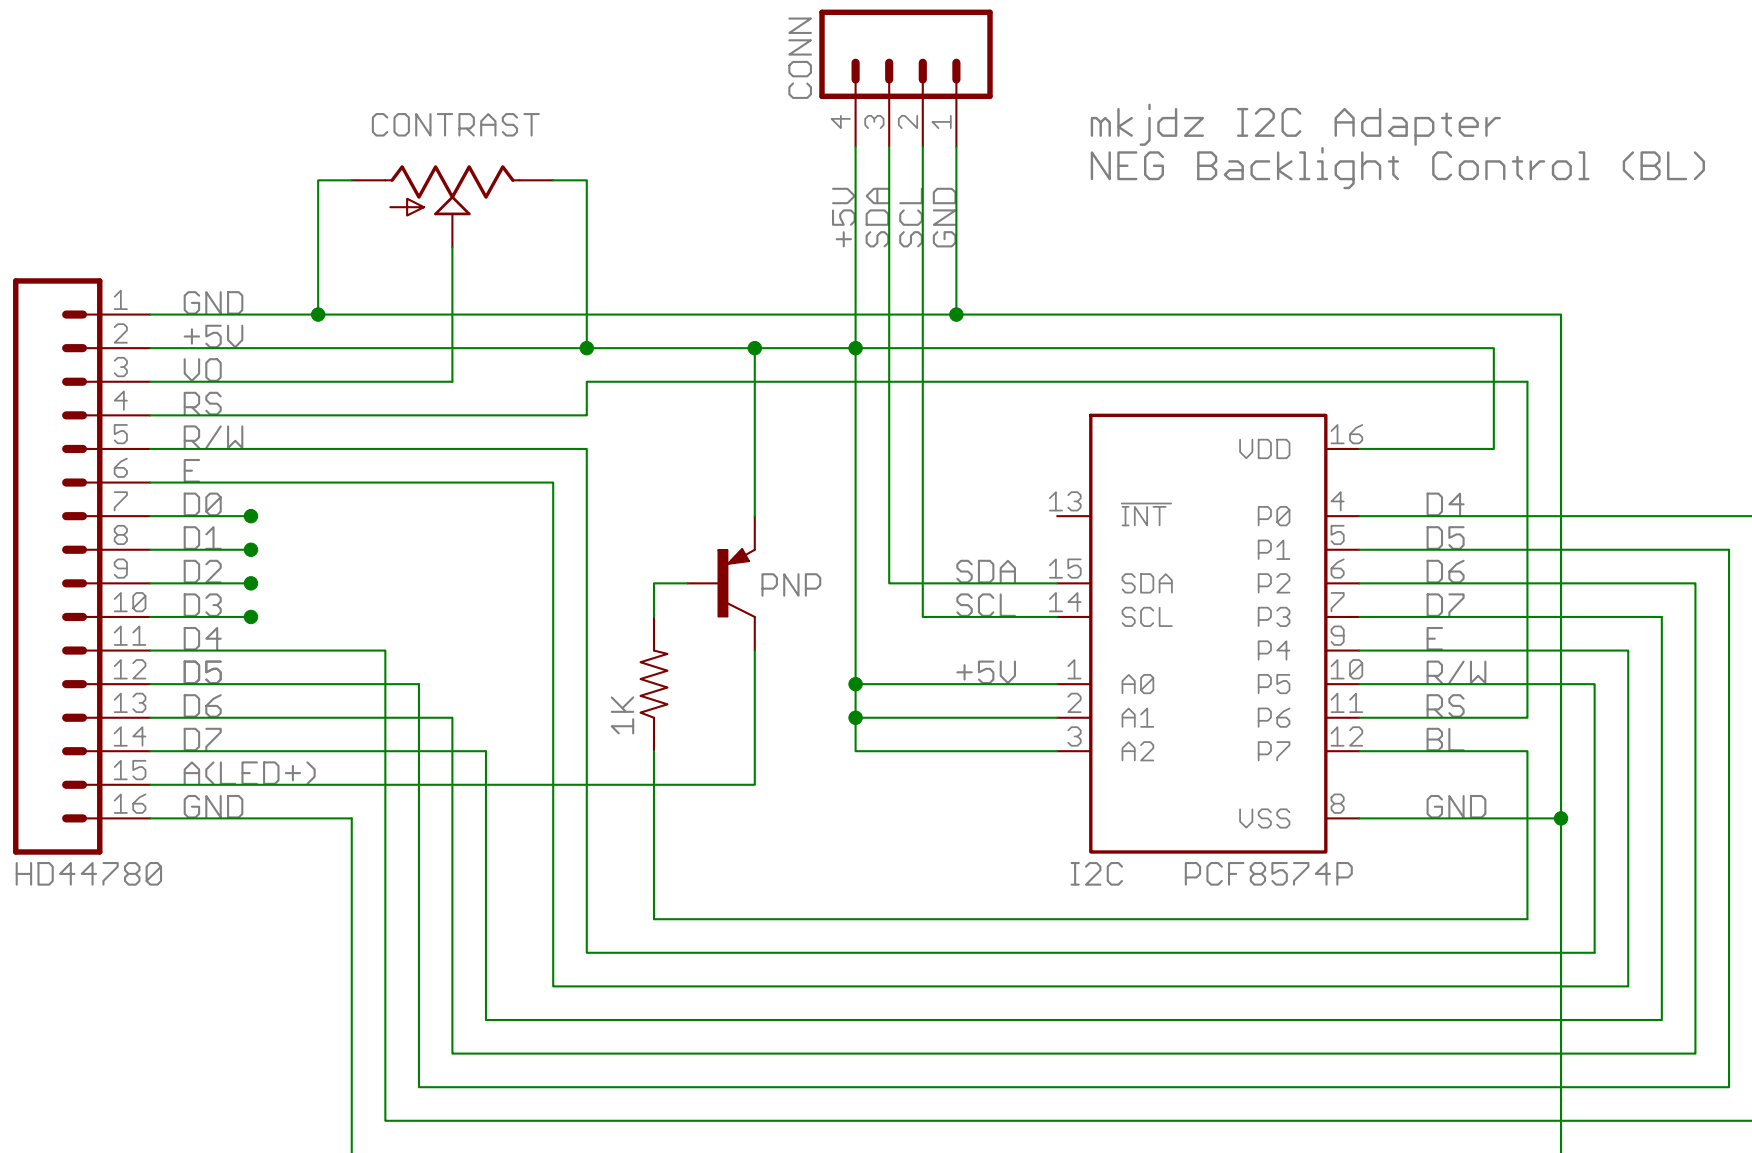 CONN
CONTRAST
4 3 2 1
mkjdz I2C Adapter
NEG Backlight Control (BL)
+5V SDA SCL GND
1 GND
2 +5V
3 VO
4 RS
5 R/W
6 E
7 D0
8 D1
9 D2
10 D3
11 D4
12 D5
13 D6
14 D7
15 A(LED+)
16 GND
HD44780
PNP
1K
VDD 16
13 INT P0 4 D4
P1 5 D5
SDA 15 SDA P2 6 D6
SCL 14 SCL P3 7 D7
P4 9 E
+5V 1 A0 P5 10 R/W
2 A1 P6 11 RS
3 A2 P7 12 BL
VSS 8 GND
I2C PCF8574P